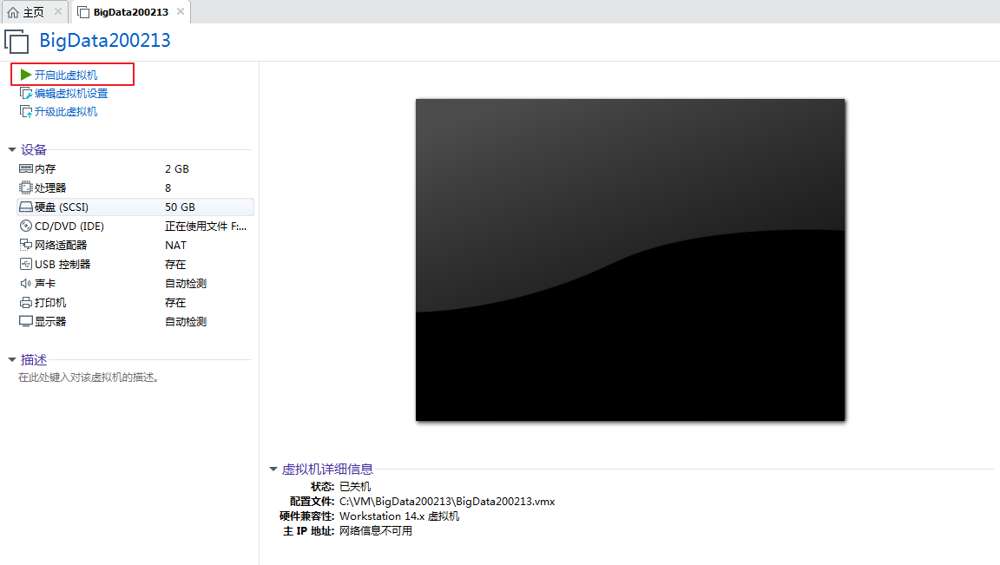 主页
BigData200213
BigData200213
开启此虚拟机
编辑虚拟机设置
升级此虚拟机
设备
内存 2 GB
处理器 8
硬盘 (SCSI) 50 GB
CD/DVD (IDE) 正在使用文件 F:...
网络适配器 NAT
USB 控制器 存在
声卡 自动检测
打印机 存在
显示器 自动检测
描述
在此处键入对该虚拟机的描述。
虚拟机详细信息
状态: 已关机
配置文件: C:\VM\BigData200213\BigData200213.vmx
硬件兼容性: Workstation 14.x 虚拟机
主 IP 地址: 网络信息不可用